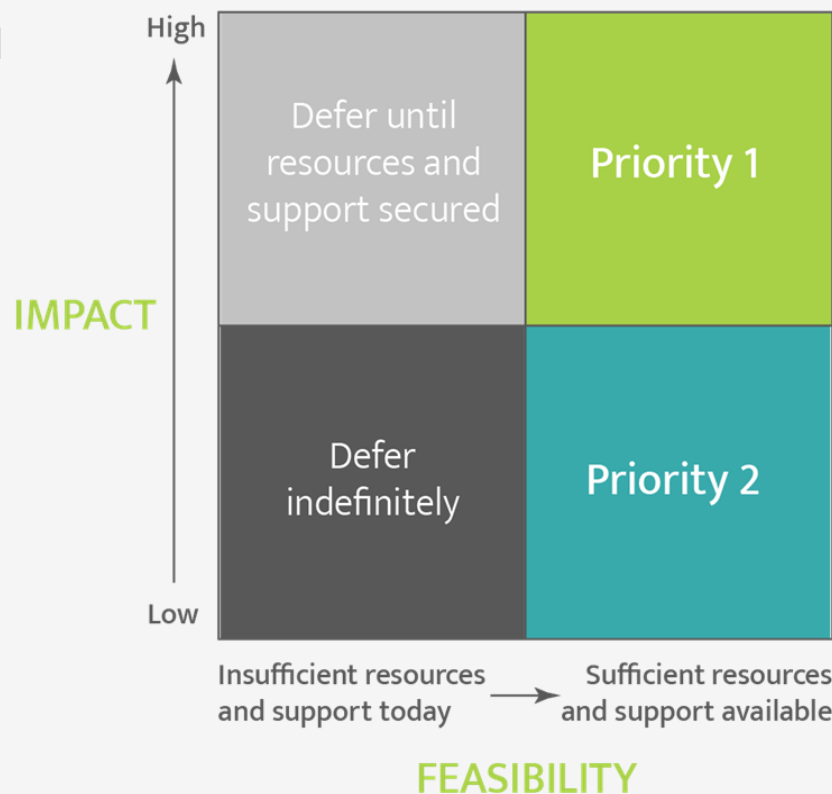 High
Defer until
resources and
support secured
Priority 1
IMPACT
Defer
indefinitely
Priority 2
Low
Insufficient resources
and support today
Sufficient resources
and support available
FEASIBILITY